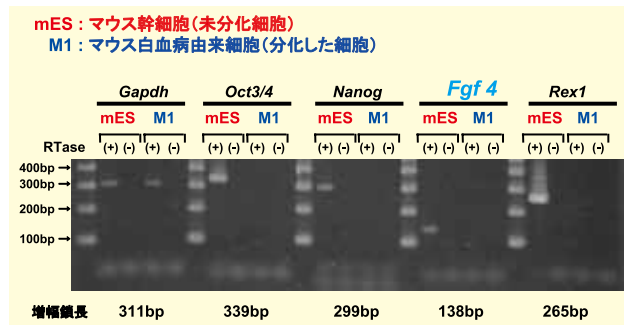 mES : マウス幹細胞(未分化細胞)
M1 : マウス白血病由来細胞(分化した細胞)
Gapdh Oct3/4 Nanog Fgf 4 Rex1
mES M1 mES M1 mES M1 mES M1 mES M1
RTase (+) (-) (+) (-) (+) (-) (+) (-) (+) (-) (+) (-) (+) (-) (+) (-) (+) (-) (+) (-)
400bp→
300bp→
200bp→
100bp→
増幅鎖長 311bp 339bp 299bp 138bp 265bp